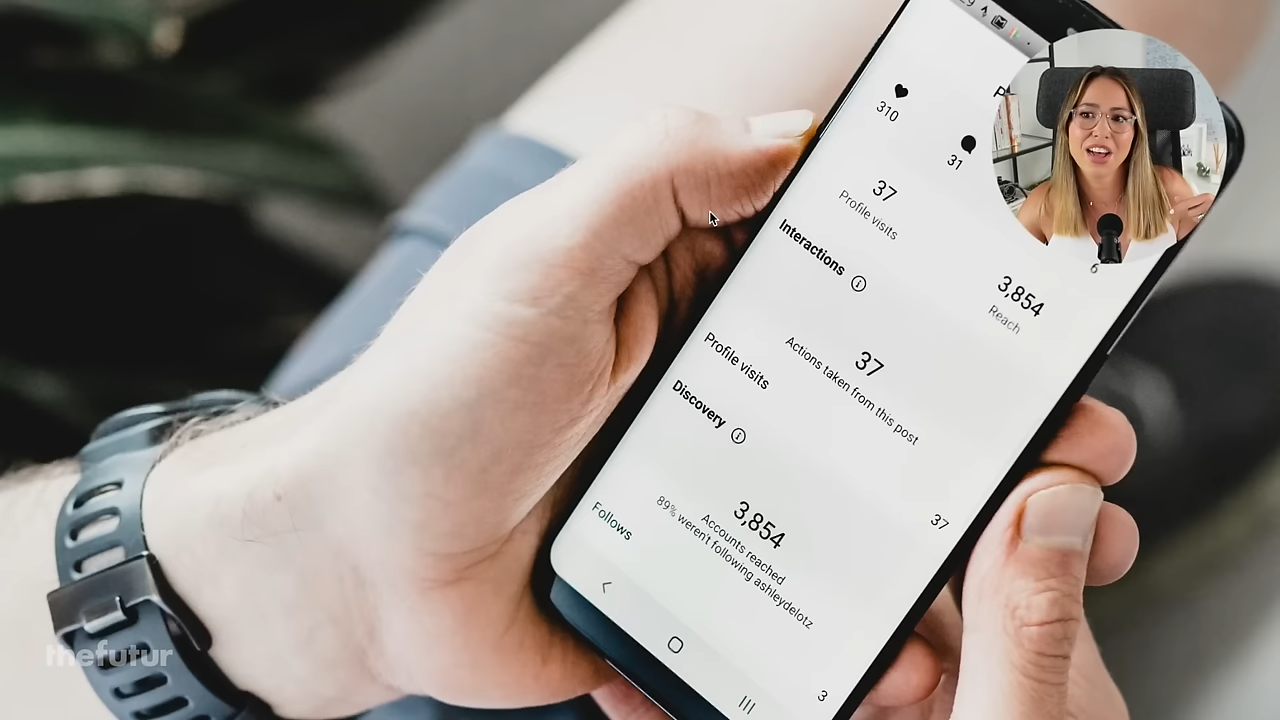 310
31
6
37
Profile visits
3,854
Reach
Interactions
37
Actions taken from this post
Profile visits
37
Discovery
3,854
Accounts reached
89% weren't following ashleydelotz
Follows
3
thefutur